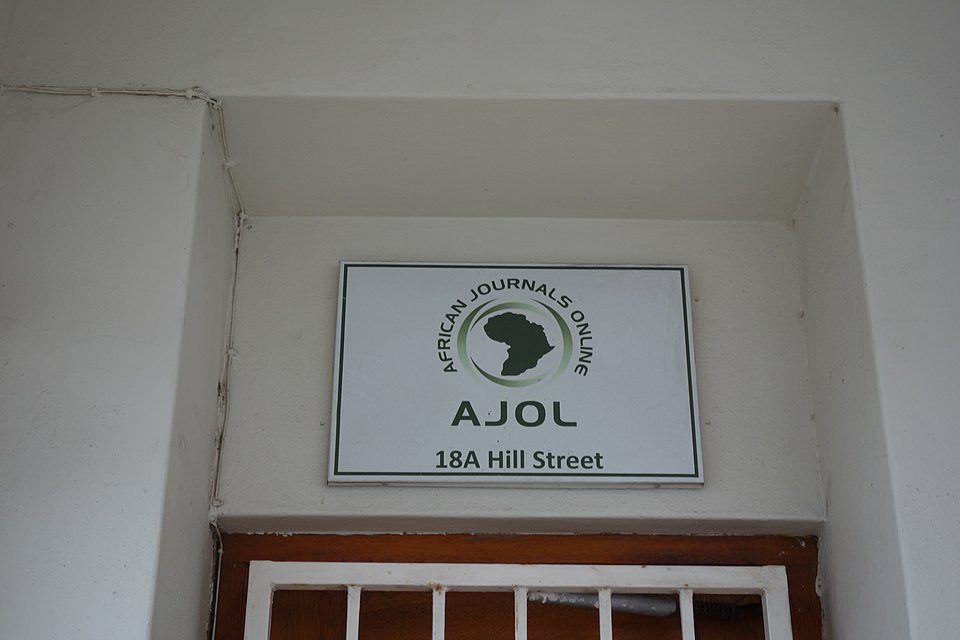 AFRICAN JOURNALS ONLINE
AJOL
18A Hill Street